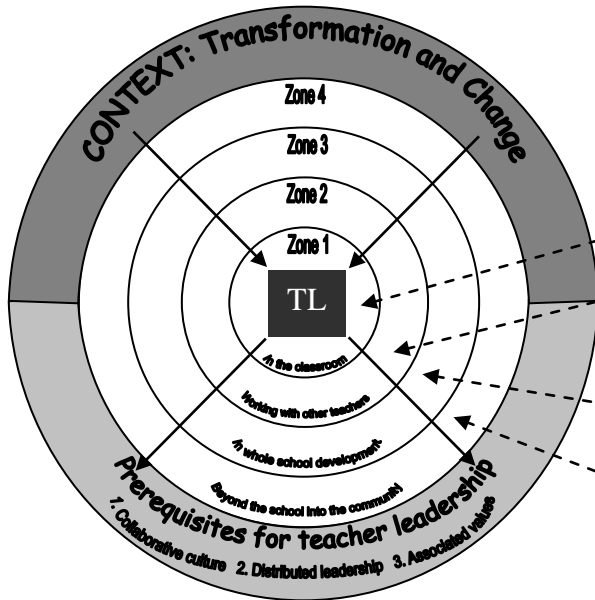 CONTEXT: Transformation and Change
Zone 4
Zone 3
Zone 2
Zone 1
TL
In the classroom
Working with other teachers
In whole school development
Beyond the school into the community
Prerequisites for teacher leadership
1. Collaborative culture 2. Distributed leadership 3. Associated values